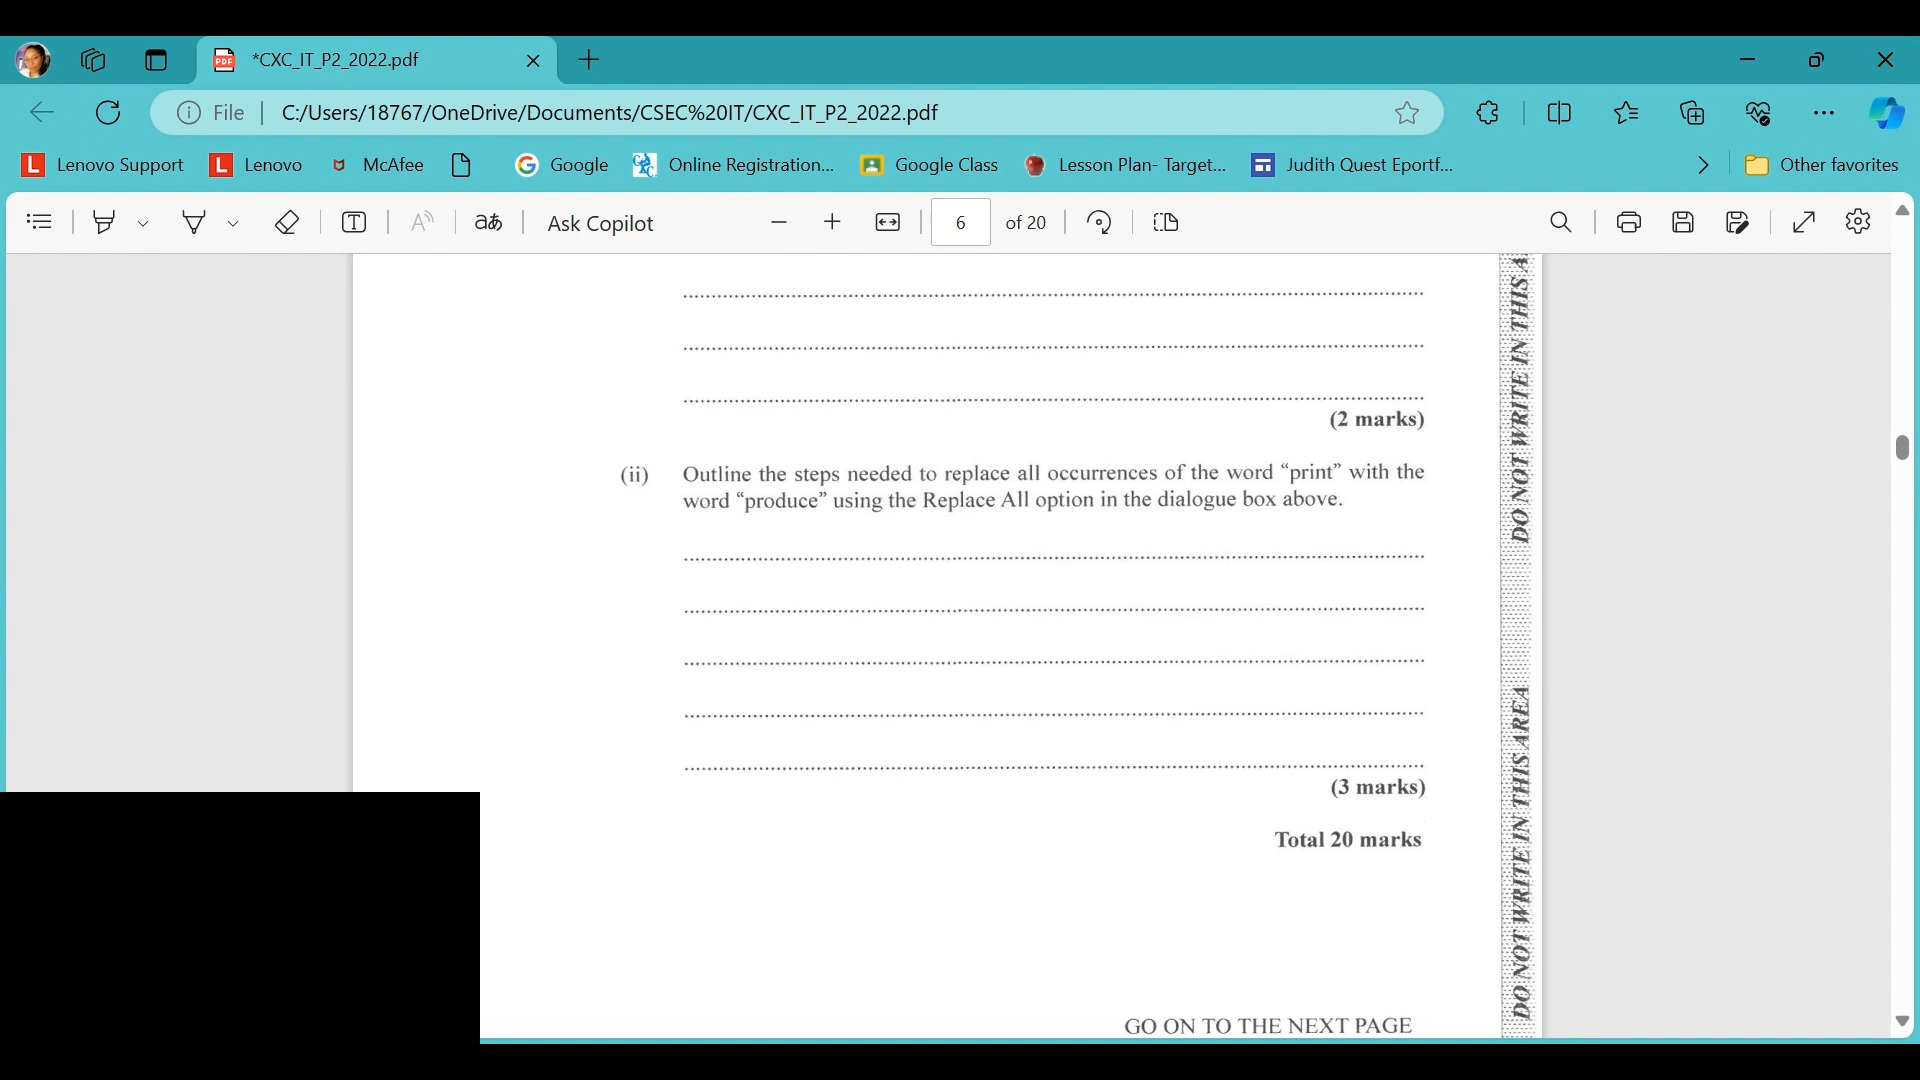 *CXC_IT_P2_2022.pdf
File
C:/Users/18767/OneDrive/Documents/CSEC%20IT/CXC_IT_P2_2022.pdf
Lenovo Support
Lenovo
McAfee
Google
Online Registration...
Google Class
Lesson Plan- Target...
Judith Quest Eportf...
Other favorites
Ask Copilot
6
of 20
(2 marks)
(ii) Outline the steps needed to replace all occurrences of the word “print” with the
word “produce” using the Replace All option in the dialogue box above.
(3 marks)
Total 20 marks
GO ON TO THE NEXT PAGE
DO NOT WRITE IN THIS A
DO NOT WRITE IN THIS AREA